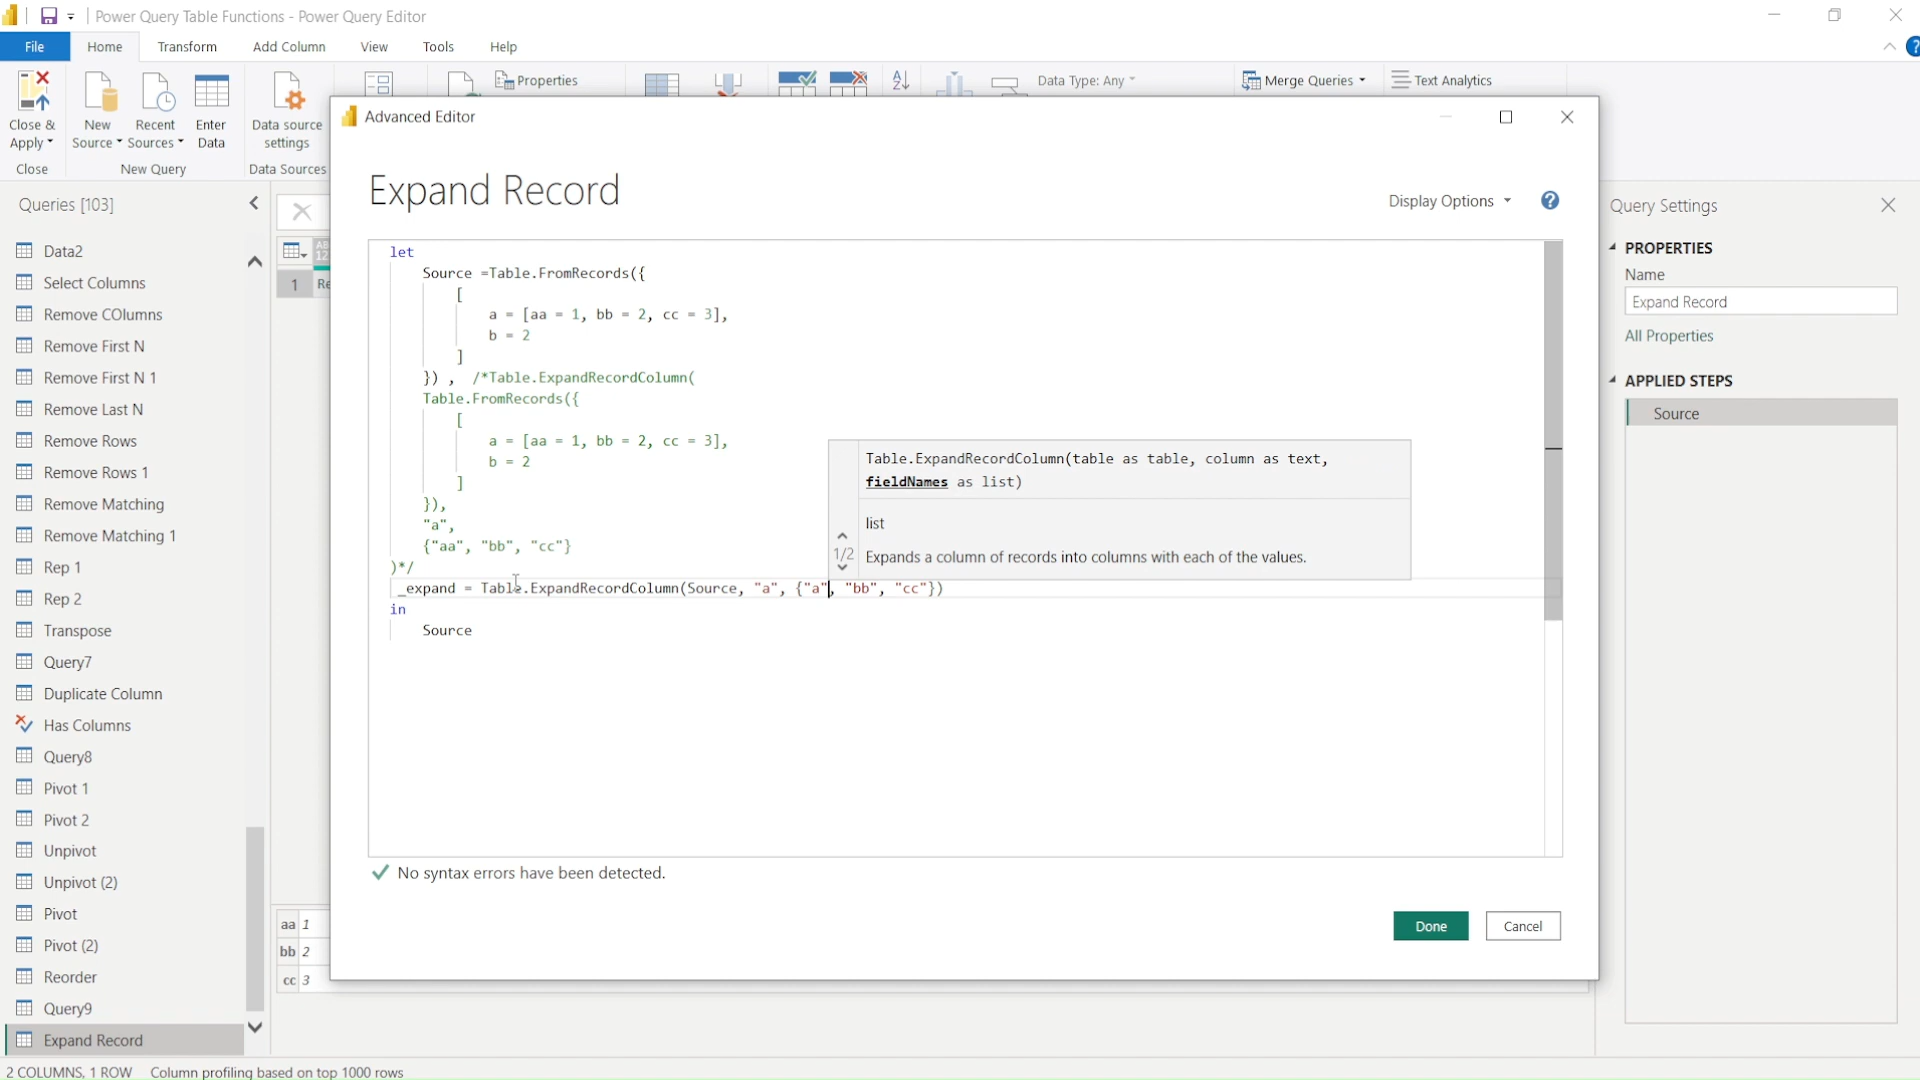 Power Query Table Functions - Power Query Editor
File Home Transform Add Column View Tools Help
Close & Apply
New Source
Recent Sources
Enter Data
Data source settings
Properties
Data Type: Any
Merge Queries
Text Analytics
Close
New Query
Data Sources
Queries [103]
Data2
Select Columns
Remove COlumns
Remove First N
Remove First N 1
Remove Last N
Remove Rows
Remove Rows 1
Remove Matching
Remove Matching 1
Rep 1
Rep 2
Transpose
Query7
Duplicate Column
Has Columns
Query8
Pivot 1
Pivot 2
Unpivot
Unpivot (2)
Pivot
Pivot (2)
Reorder
Query9
Expand Record
1 Re
aa 1
bb 2
cc 3
Advanced Editor
Expand Record
Display Options
let
Source =Table.FromRecords({
[
a = [aa = 1, bb = 2, cc = 3],
b = 2
]
}) , /*Table.ExpandRecordColumn(
Table.FromRecords({
[
a = [aa = 1, bb = 2, cc = 3],
b = 2
]
}),
"a",
{"aa", "bb", "cc"}
)*/
_expand = Table.ExpandRecordColumn(Source, "a", {"a", "bb", "cc"})
in
Source
Table.ExpandRecordColumn(table as table, column as text,
fieldNames as list)
list
1/2
Expands a column of records into columns with each of the values.
No syntax errors have been detected.
Done
Cancel
Query Settings
PROPERTIES
Name
Expand Record
All Properties
APPLIED STEPS
Source
2 COLUMNS, 1 ROW Column profiling based on top 1000 rows